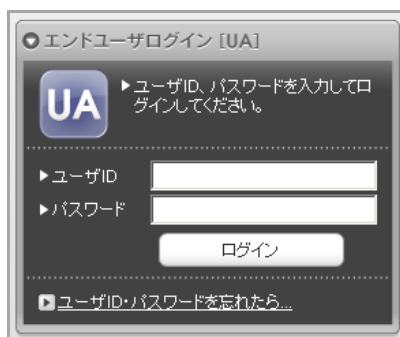 エンドユーザログイン [UA]
UA
ユーザID、パスワードを入力してロ
グインしてください。
ユーザID
パスワード
ログイン
ユーザID・パスワードを忘れたら...